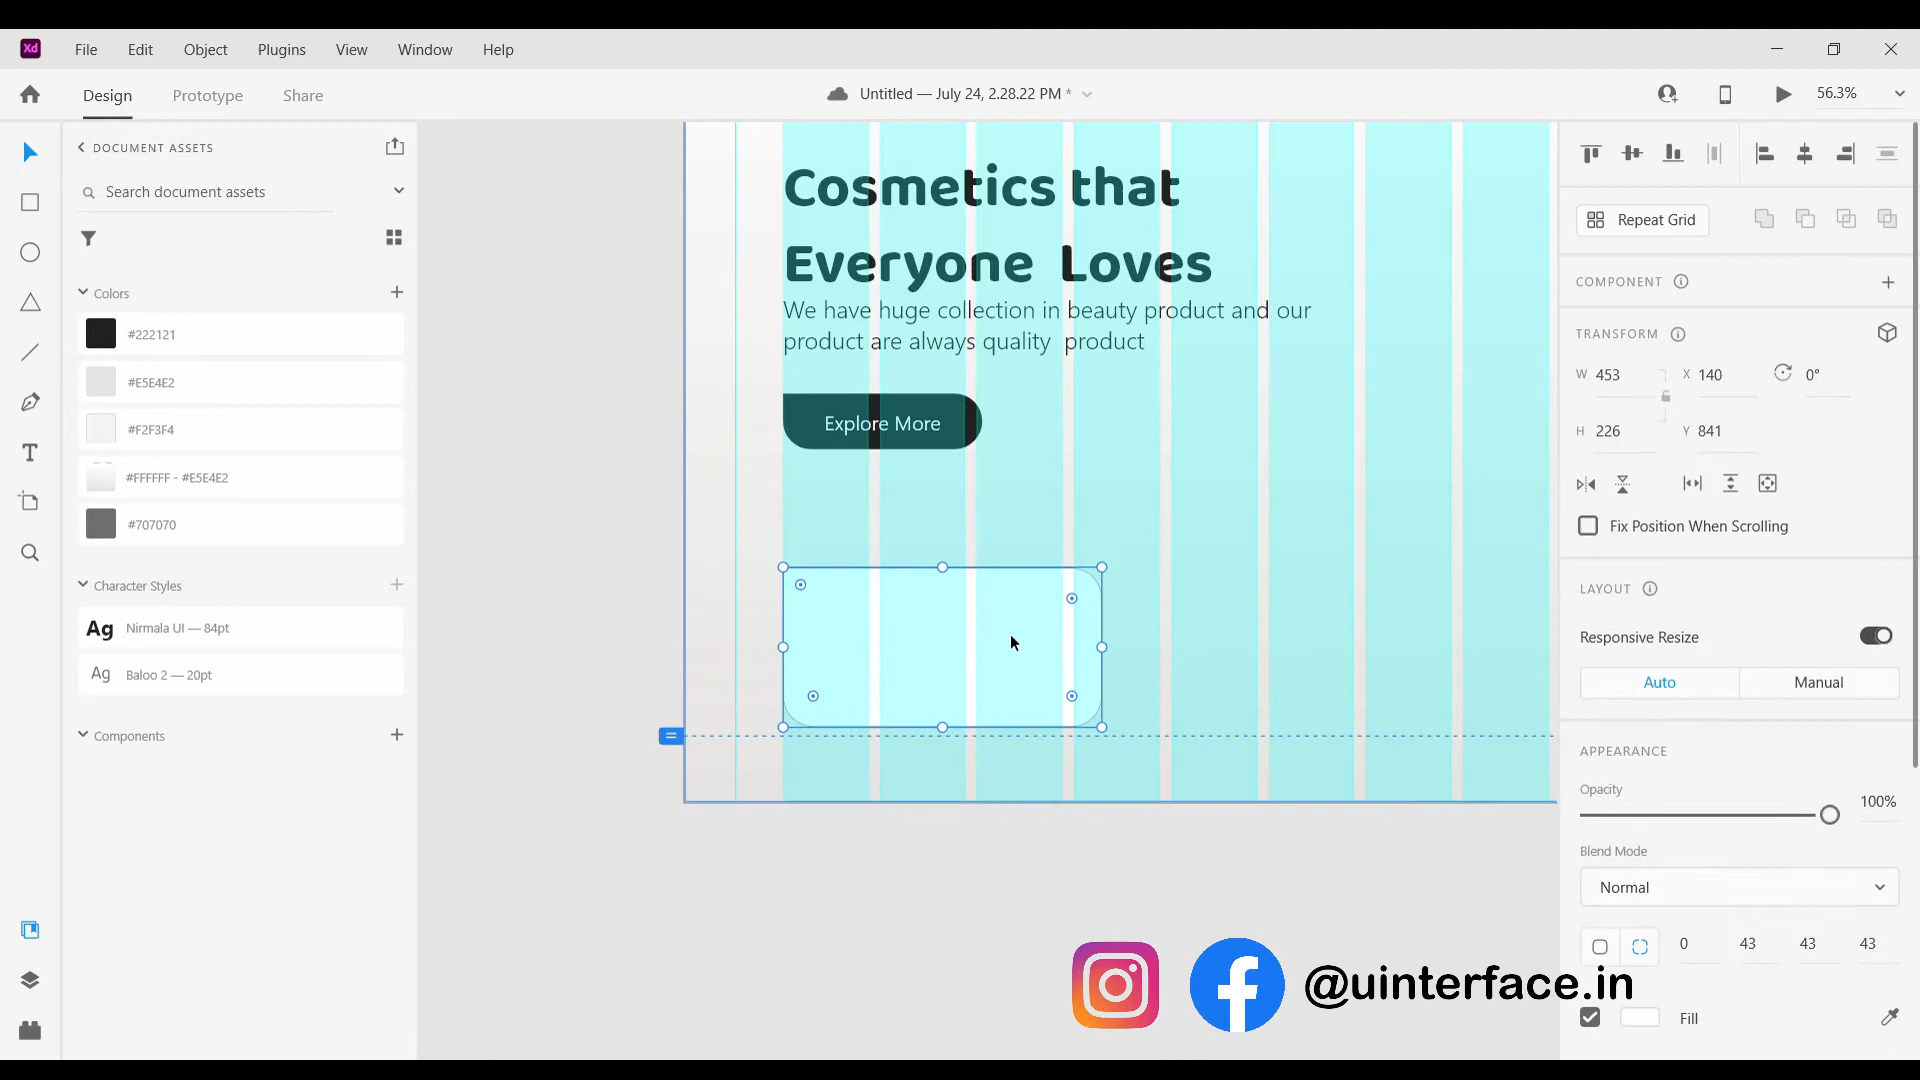 Xd File Edit Object Plugins View Window Help
Design Prototype Share Untitled — July 24, 2.28.22 PM * 56.3%
DOCUMENT ASSETS
Search document assets
Colors
#222121
#E5E4E2
#F2F3F4
#FFFFFF - #E5E4E2
#707070
Character Styles
Ag Nirmala UI — 84pt
Ag Baloo 2 — 20pt
Components
Cosmetics that
Everyone Loves
We have huge collection in beauty product and our
product are always quality product
Explore More
Repeat Grid
COMPONENT
TRANSFORM
W 453 X 140 0°
H 226 Y 841
Fix Position When Scrolling
LAYOUT
Responsive Resize
Auto Manual
APPEARANCE
Opacity
100%
Blend Mode
Normal
0 43 43 43
@uinterface.in
Fill